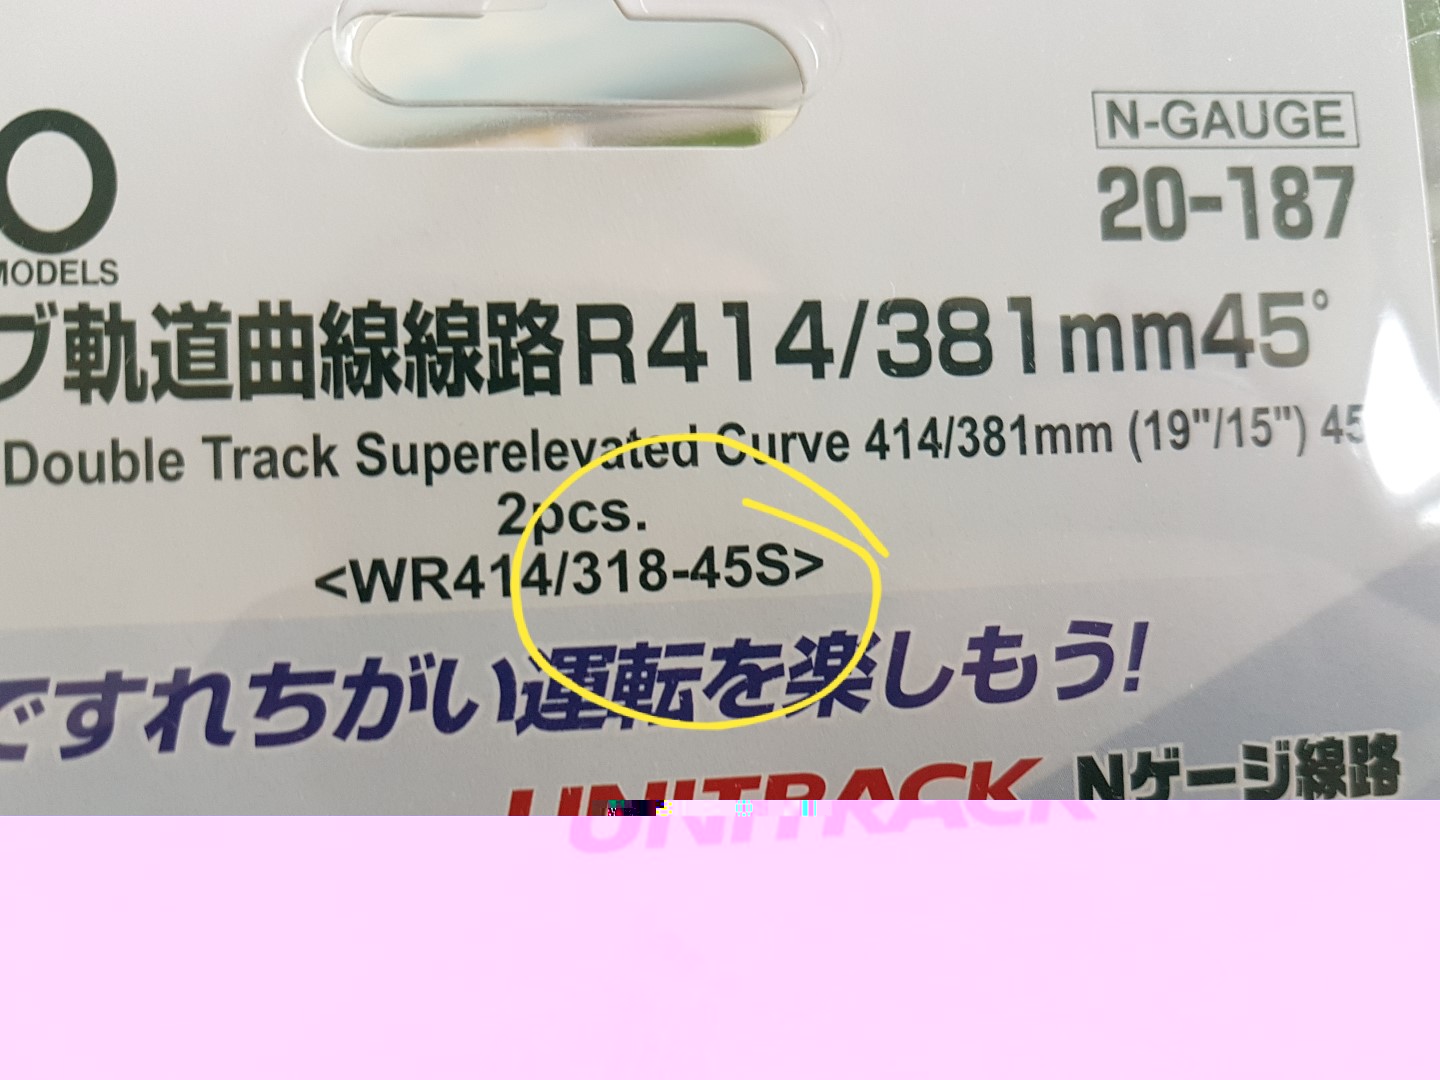 O
MODELS
N-GAUGE
20-187
ブ軌道曲線線路R414/381mm45°
Double Track Superelevated Curve 414/381mm (19"/15") 45
2pcs.
<WR414/318-45S>
ですれちがい運転を楽しもう!
UNITRACK Nゲージ線路